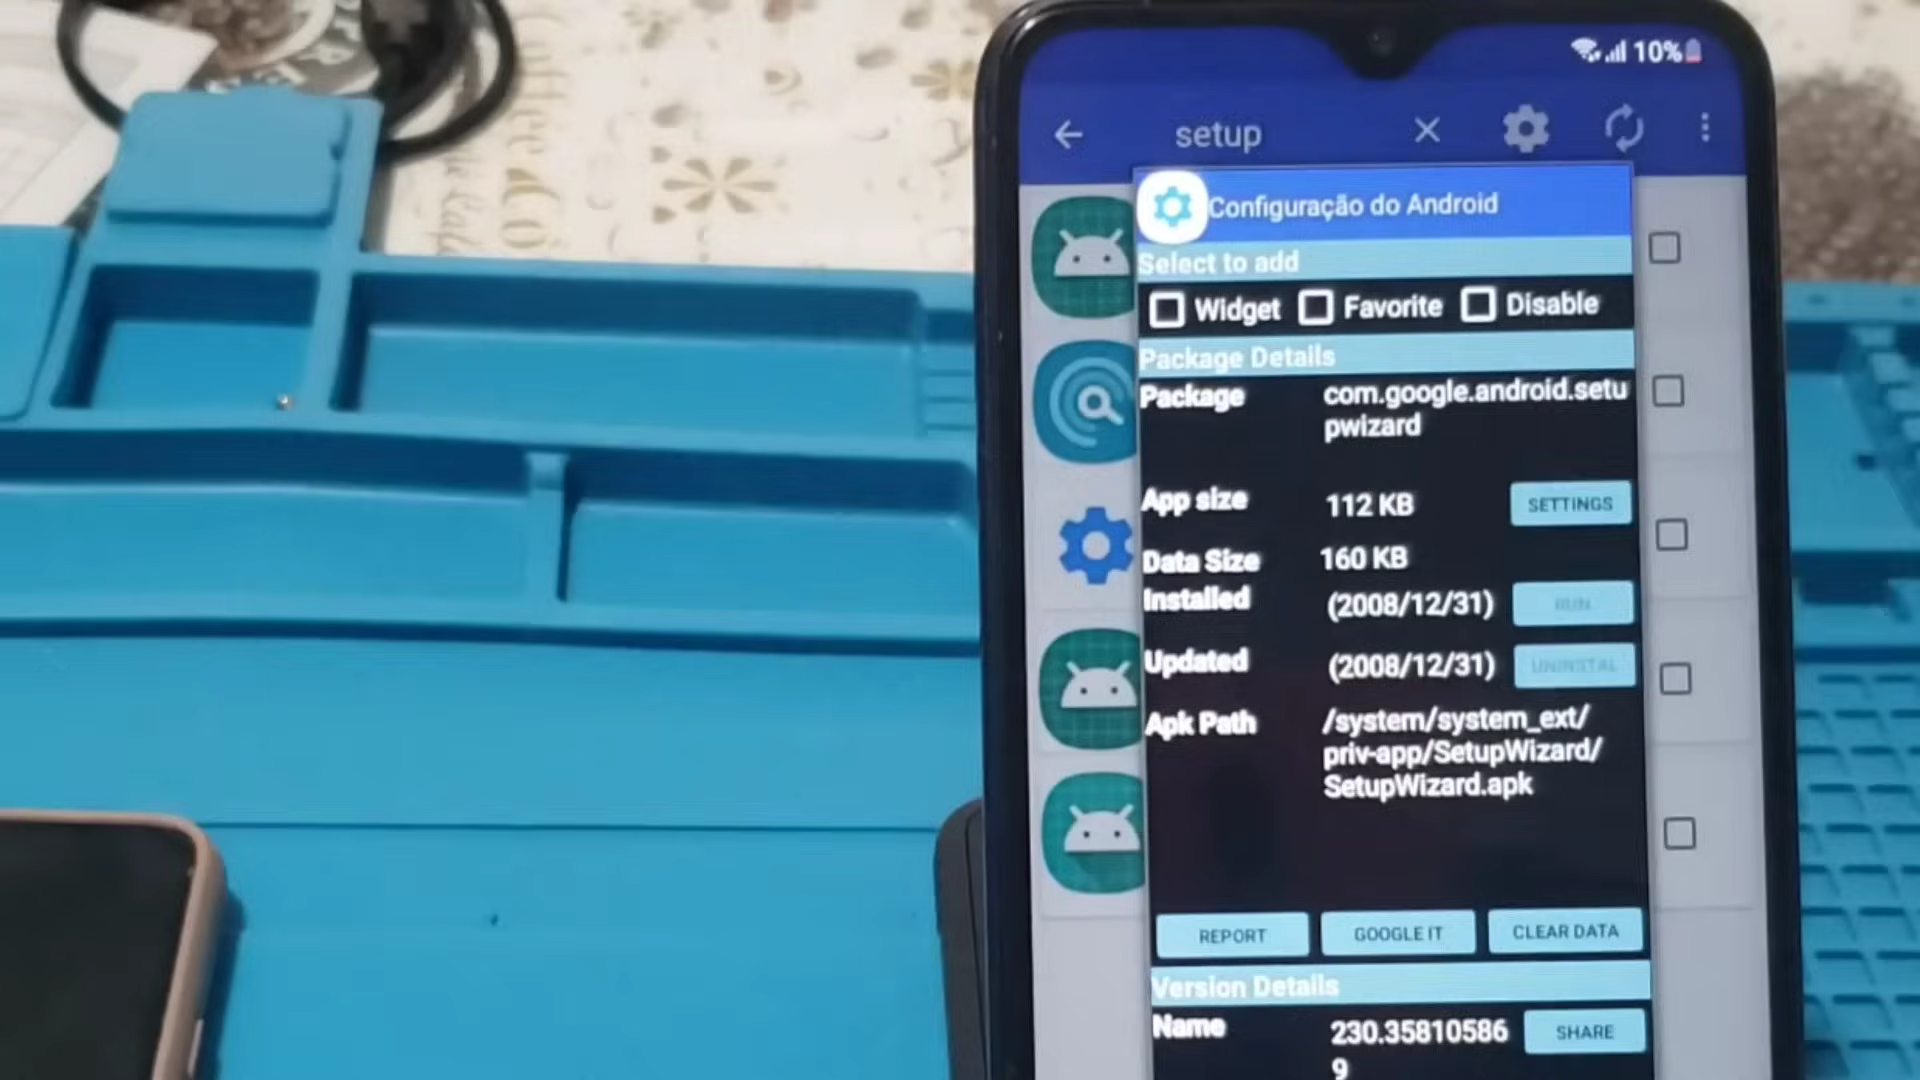 10%
setup
Configuração do Android
Select to add
Widget Favorite Disable
Package Details
Package com.google.android.setu
pwizard
App size 112 KB SETTINGS
Data Size 160 KB
Installed (2008/12/31) RUN
Updated (2008/12/31) UNINSTAL
Apk Path /system/system_ext/
priv-app/SetupWizard/
SetupWizard.apk
REPORT GOOGLE IT CLEAR DATA
Version Details
Name 230.35810586 SHARE
9